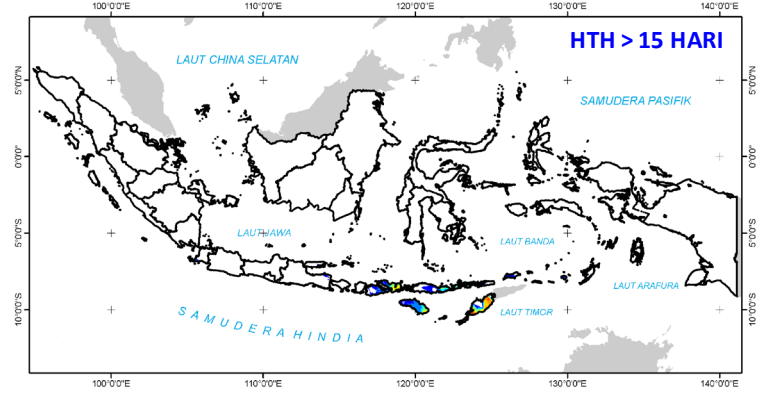 100°0'0"E 110°0'0"E 120°0'0"E 130°0'0"E 140°0'0"E
HTH > 15 HARI
LAUT CHINA SELATAN
5°0'0"N 5°0'0"N
SAMUDERA PASIFIK
0°0'0" 0°0'0"
LAUT JAWA
LAUT BANDA
5°0'0"S 5°0'0"S
LAUT ARAFURA
SAMUDERA HINDIA
LAUT TIMOR
10°0'0"S 10°0'0"S
100°0'0"E 110°0'0"E 120°0'0"E 130°0'0"E 140°0'0"E